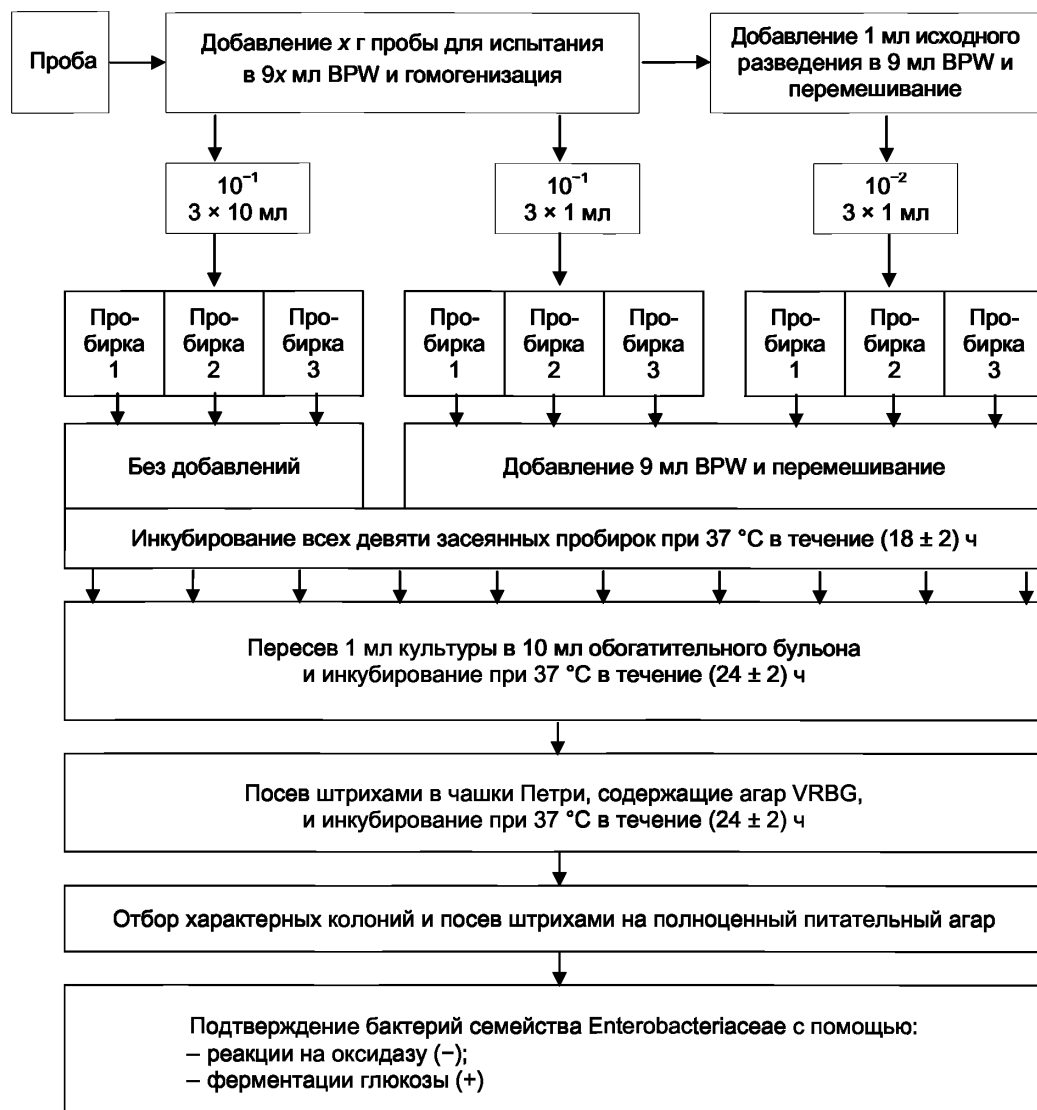 Проба
Добавление x г пробы для испытания
в 9x мл BPW и гомогенизация
Добавление 1 мл исходного
разведения в 9 мл BPW и
перемешивание
10⁻¹
3 × 10 мл
10⁻¹
3 × 1 мл
10⁻²
3 × 1 мл
Про-
бирка
1
Про-
бирка
2
Про-
бирка
3
Про-
бирка
1
Про-
бирка
2
Про-
бирка
3
Про-
бирка
1
Про-
бирка
2
Про-
бирка
3
Без добавлений
Добавление 9 мл BPW и перемешивание
Инкубирование всех девяти засеянных пробирок при 37 °С в течение (18 ± 2) ч
Пересев 1 мл культуры в 10 мл обогатительного бульона
и инкубирование при 37 °С в течение (24 ± 2) ч
Посев штрихами в чашки Петри, содержащие агар VRBG,
и инкубирование при 37 °С в течение (24 ± 2) ч
Отбор характерных колоний и посев штрихами на полноценный питательный агар
Подтверждение бактерий семейства Enterobacteriaceae с помощью:
– реакции на оксидазу (−);
– ферментации глюкозы (+)